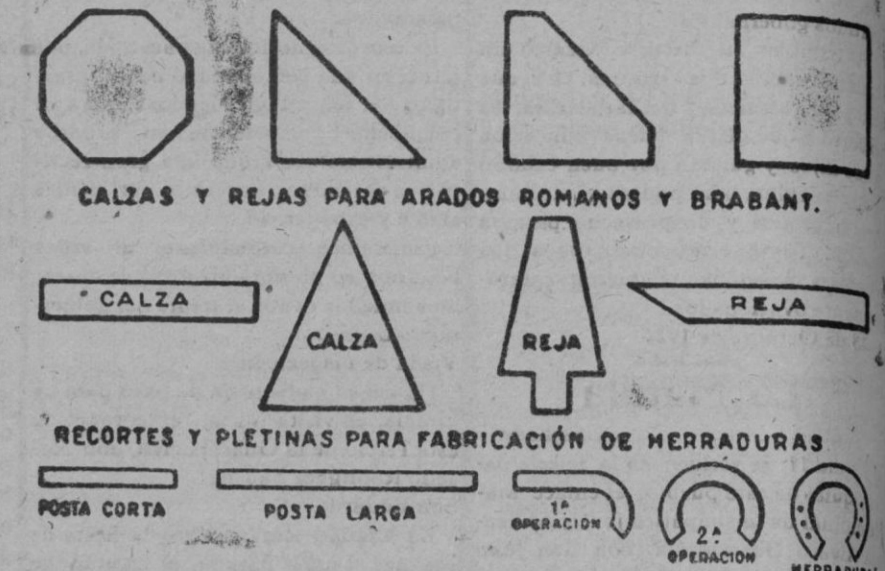 CALZAS Y REJAS PARA ARADOS ROMANOS Y BRABANT.
CALZA
CALZA
REJA
REJA
RECORTES Y PLETINAS PARA FABRICACIÓN DE HERRADURAS
POSTA CORTA
POSTA LARGA
1ª
OPERACIÓN
2ª
OPERACION